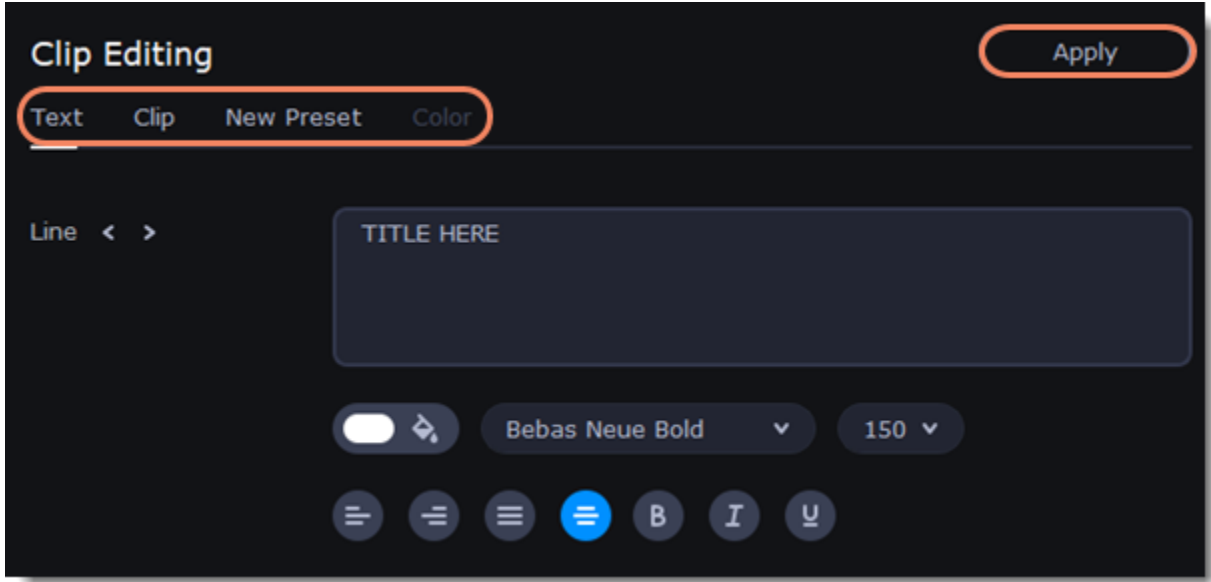 Clip Editing
Apply
Text Clip New Preset Color
Line < >
TITLE HERE
Bebas Neue Bold
150
B I U